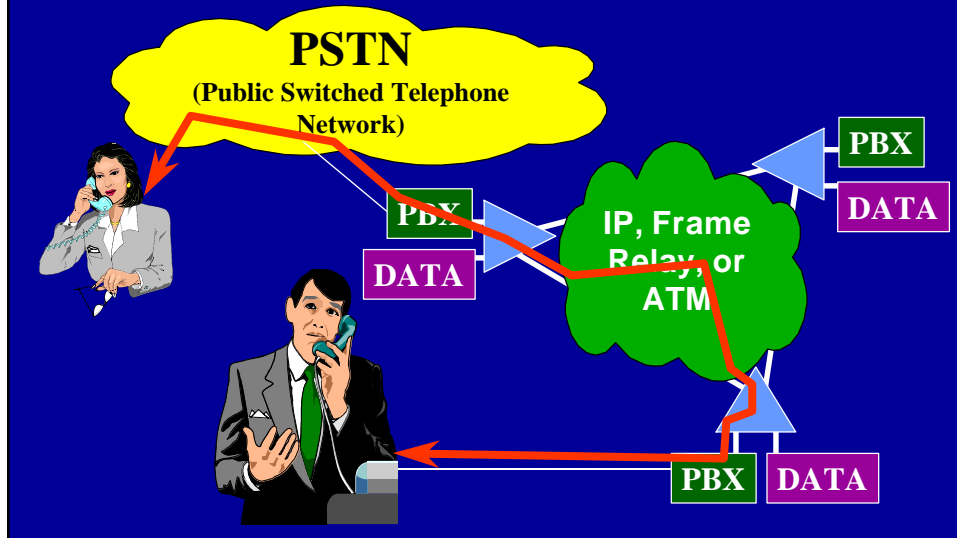 PSTN
(Public Switched Telephone
Network)
PBX
DATA
PBX
DATA
IP, Frame
Relay, or
ATM
PBX
DATA